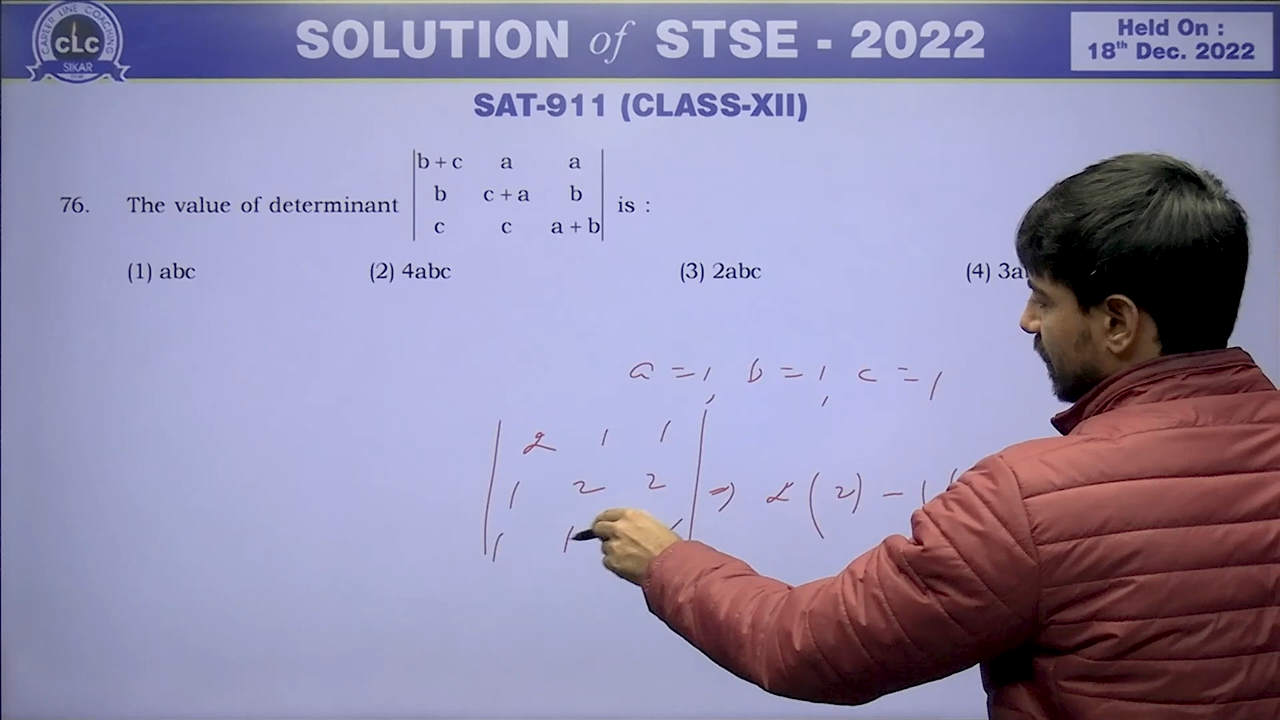 CAREER LINE COACHING
CLC
SIKAR
SOLUTION of STSE - 2022
Held On :
18th Dec. 2022
SAT-911 (CLASS-XII)
b + c a a
76. The value of determinant b c + a b is :
c c a + b
(1) abc (2) 4abc (3) 2abc (4)
a = 1, b = 1, c = 1
2 1 1
1 2 2 ⇒ 2 (2) - 1
1 1